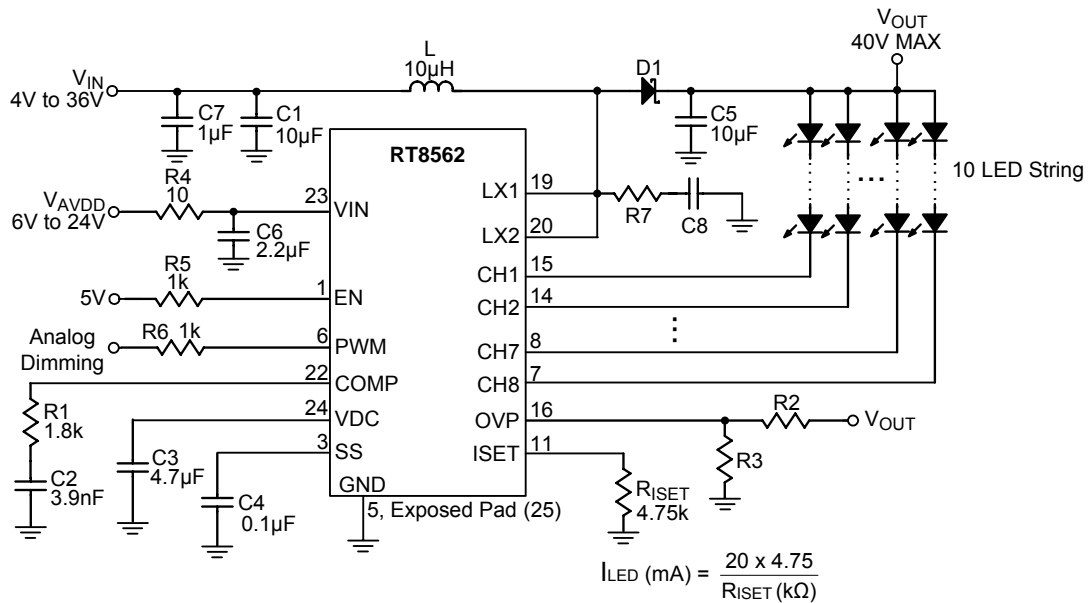 VOUT
40V MAX
L
10µH
D1
VIN
4V to 36V
C7
1µF
C1
10µF
C5
10µF
RT8562
10 LED String
...
R4
10
VAVDD
6V to 24V
23
VIN
C6
2.2µF
LX1
19
LX2
20
R7
C8
R5
1k
5V
1
EN
CH1
15
CH2
14
Analog
Dimming
R6 1k
6
PWM
CH7
8
22
COMP
CH8
7
R1
1.8k
24
VDC
OVP
16
R2
VOUT
3
SS
ISET
11
R3
C2
3.9nF
C3
4.7µF
C4
0.1µF
GND
5, Exposed Pad (25)
RISET
4.75k
ILED (mA) = 20 x 4.75
RISET (kΩ)